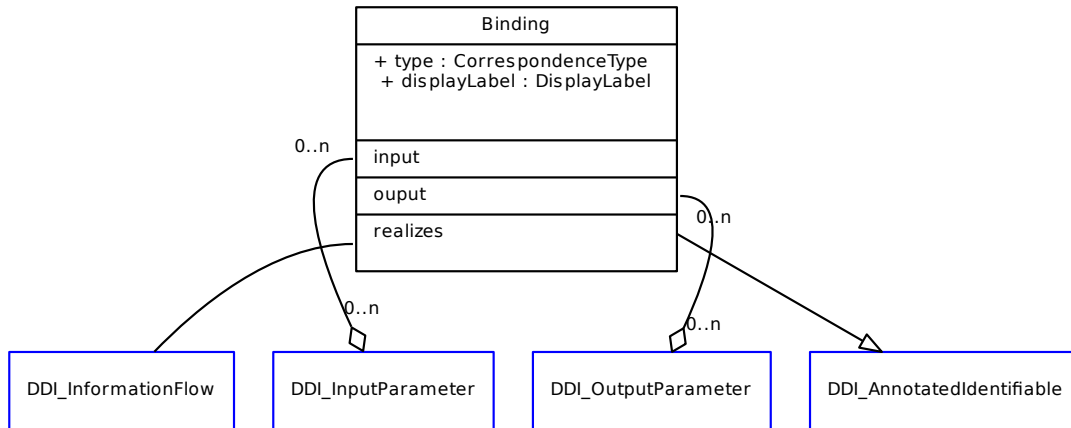 Binding
+ type : CorrespondenceType
+ displayLabel : DisplayLabel
0..n
input
ouput
0..n
realizes
0..n
0..n
DDI_InformationFlow
DDI_InputParameter
DDI_OutputParameter
DDI_AnnotatedIdentifiable